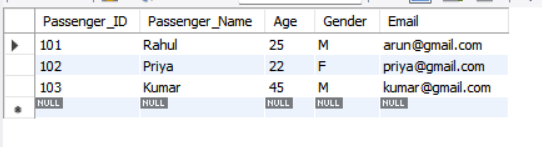 Passenger_ID Passenger_Name Age Gender Email
101 Rahul 25 M arun@gmail.com
102 Priya 22 F priya@gmail.com
103 Kumar 45 M kumar@gmail.com
NULL NULL NULL NULL NULL